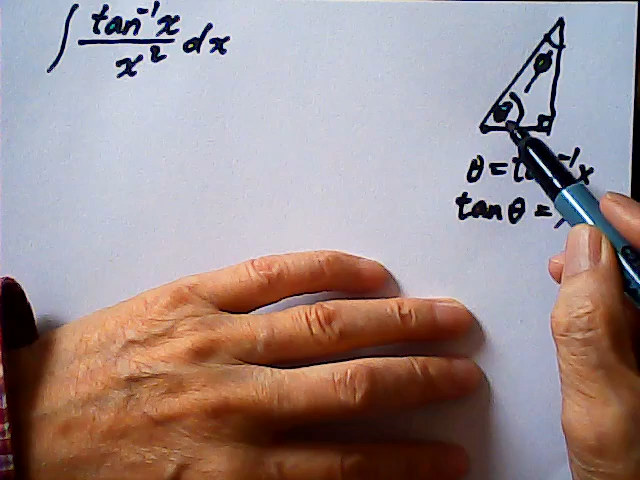 ∫ tan⁻¹x / x² dx
θ
φ
θ = t
tan θ =